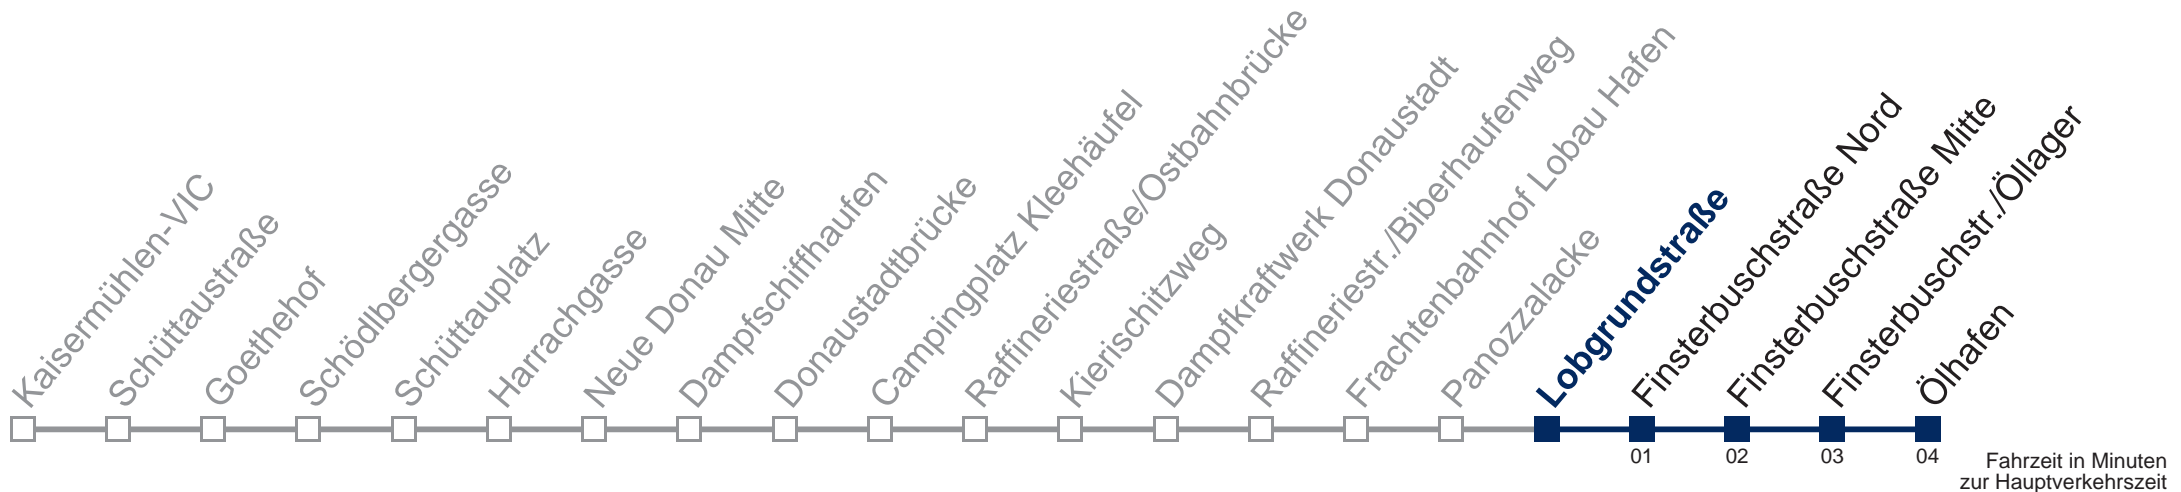 Kaisermühlen-VIC
Schüttaustraße
Goethehof
Schödlbergergasse
Schüttauplatz
Harrachgasse
Neue Donau Mitte
Dampfschiffhaufen
Donaustadtbrücke
Campingplatz Kleehäufel
Raffineriestraße/Ostbahnbrücke
Kierischitzweg
Dampfkraftwerk Donaustadt
Raffineriestr./Biberhaufenweg
Frachtenbahnhof Lobau Hafen
Panozzalacke
Lobgrundstraße
Finsterbuschstraße Nord
Finsterbuschstraße Mitte
Finsterbuschstr./Öllager
Ölhafen
01 02 03 04
Fahrzeit in Minuten
zur Hauptverkehrszeit